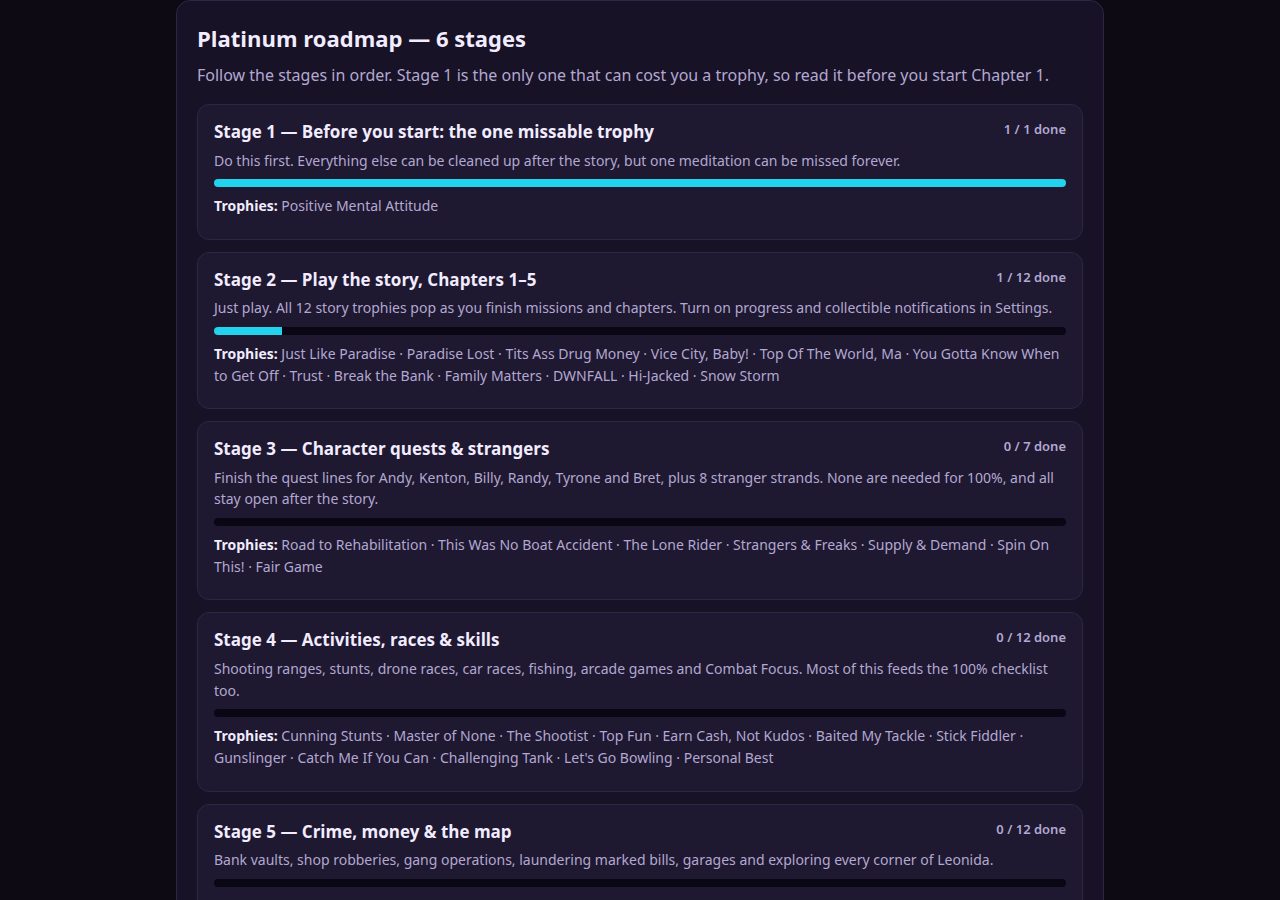 Platinum roadmap — 6 stages
Follow the stages in order. Stage 1 is the only one that can cost you a trophy, so read it before you start Chapter 1.
Stage 1 — Before you start: the one missable trophy
1 / 1 done
Do this first. Everything else can be cleaned up after the story, but one meditation can be missed forever.
Trophies: Positive Mental Attitude
Stage 2 — Play the story, Chapters 1–5
1 / 12 done
Just play. All 12 story trophies pop as you finish missions and chapters. Turn on progress and collectible notifications in Settings.
Trophies: Just Like Paradise · Paradise Lost · Tits Ass Drug Money · Vice City, Baby! · Top Of The World, Ma · You Gotta Know When
to Get Off · Trust · Break the Bank · Family Matters · DWNFALL · Hi-Jacked · Snow Storm
Stage 3 — Character quests & strangers
0 / 7 done
Finish the quest lines for Andy, Kenton, Billy, Randy, Tyrone and Bret, plus 8 stranger strands. None are needed for 100%, and all
stay open after the story.
Trophies: Road to Rehabilitation · This Was No Boat Accident · The Lone Rider · Strangers & Freaks · Supply & Demand · Spin On
This! · Fair Game
Stage 4 — Activities, races & skills
0 / 12 done
Shooting ranges, stunts, drone races, car races, fishing, arcade games and Combat Focus. Most of this feeds the 100% checklist
too.
Trophies: Cunning Stunts · Master of None · The Shootist · Top Fun · Earn Cash, Not Kudos · Baited My Tackle · Stick Fiddler ·
Gunslinger · Catch Me If You Can · Challenging Tank · Let's Go Bowling · Personal Best
Stage 5 — Crime, money & the map
0 / 12 done
Bank vaults, shop robberies, gang operations, laundering marked bills, garages and exploring every corner of Leonida.